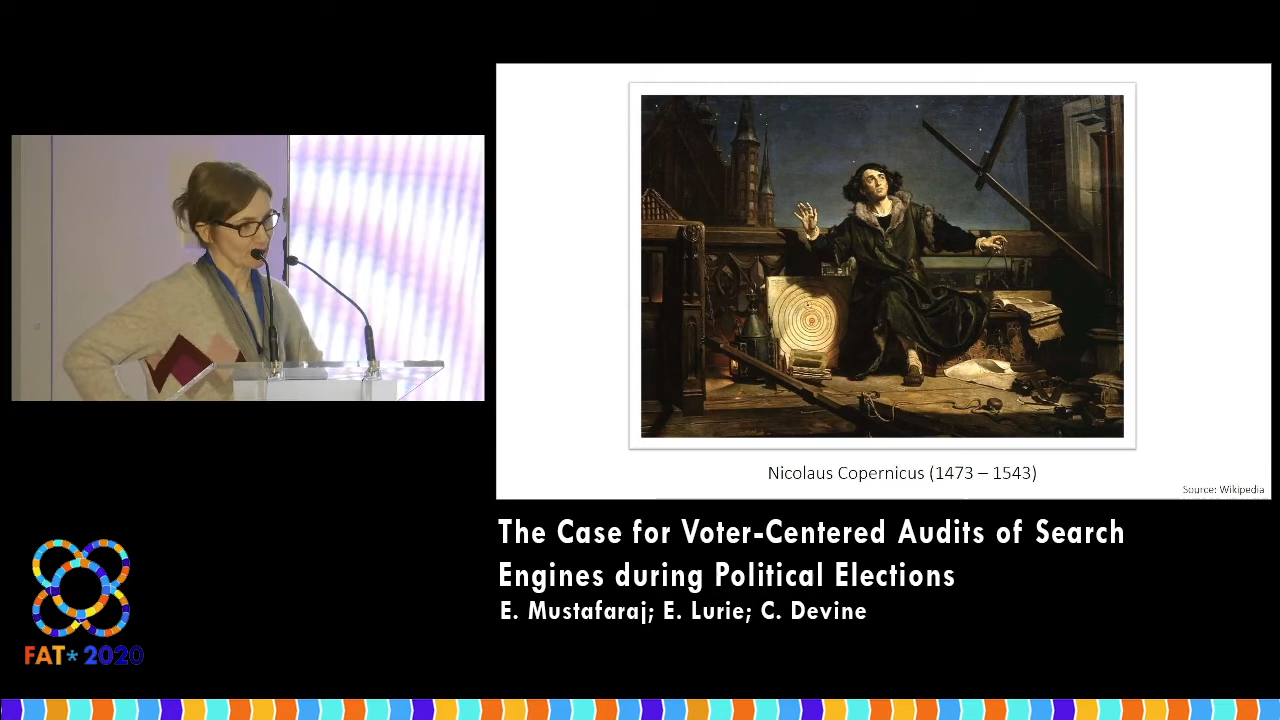 Nicolaus Copernicus (1473 – 1543)
Source: Wikipedia
The Case for Voter-Centered Audits of Search
Engines during Political Elections
E. Mustafaraj; E. Lurie; C. Devine
FAT* 2020